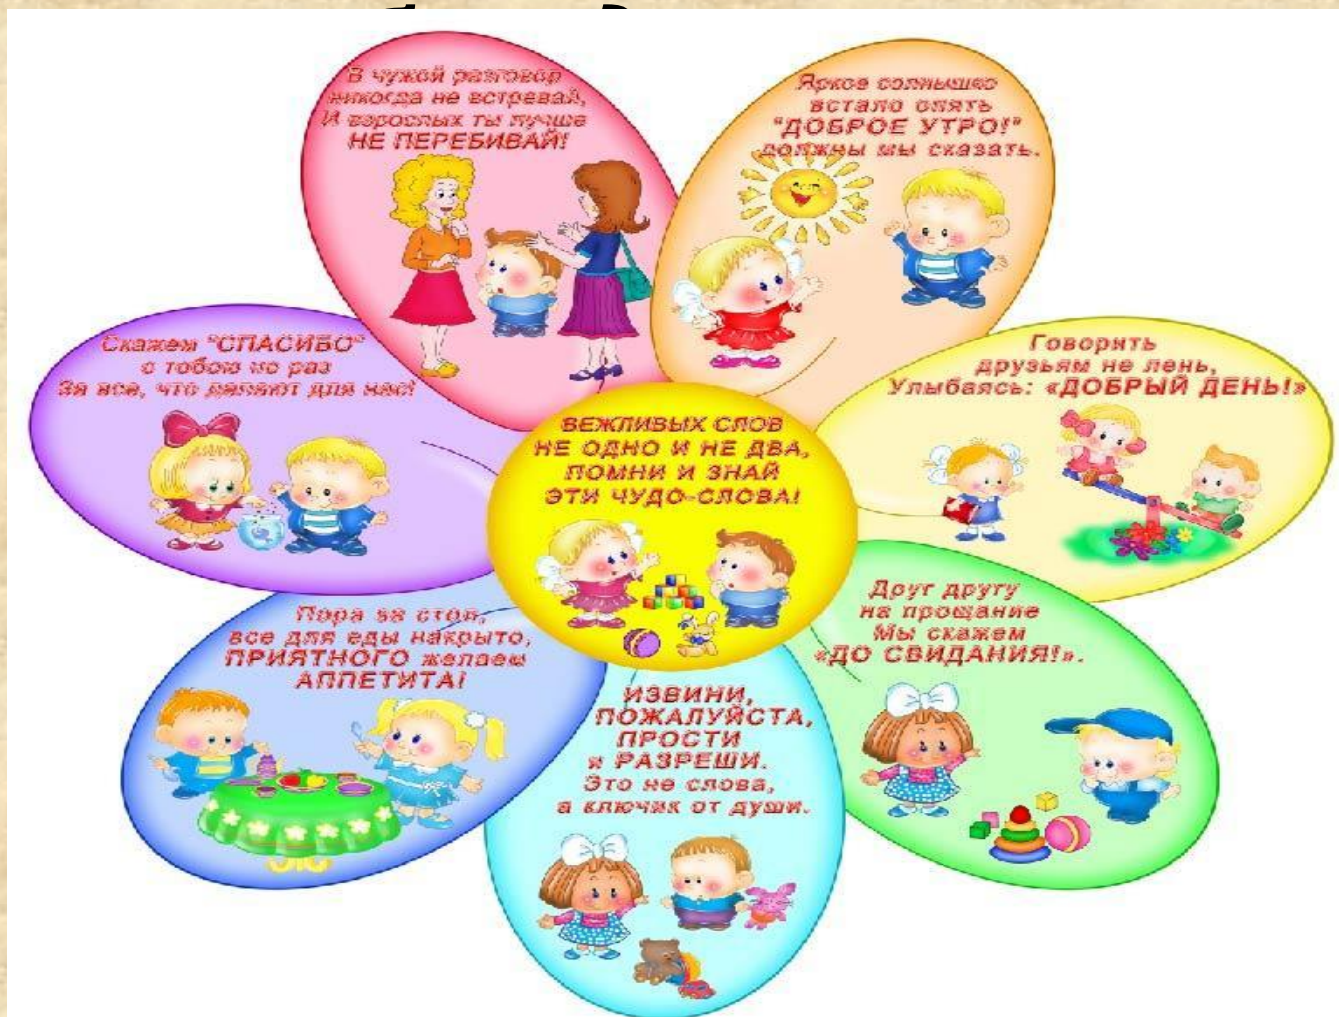 В чужой разговор
никогда не встревай,
И взрослых ты лучше
НЕ ПЕРЕБИВАЙ!
Яркое солнышко
встало опять
"ДОБРОЕ УТРО!"
должны мы сказать.
Скажем "СПАСИБО"
с тобою не раз
За все, что делают для нас!
Говорить
друзьям не лень,
Улыбаясь: «ДОБРЫЙ ДЕНЬ!»
ВЕЖЛИВЫХ СЛОВ
НЕ ОДНО И НЕ ДВА,
ПОМНИ И ЗНАЙ
ЭТИ ЧУДО-СЛОВА!
Пора за стол,
все для еды накрыто,
ПРИЯТНОГО желаем
АППЕТИТА!
Друг другу
на прощание
Мы скажем
«ДО СВИДАНИЯ!».
ИЗВИНИ,
ПОЖАЛУЙСТА,
ПРОСТИ
и РАЗРЕШИ.
Это не слова,
а ключик от души.